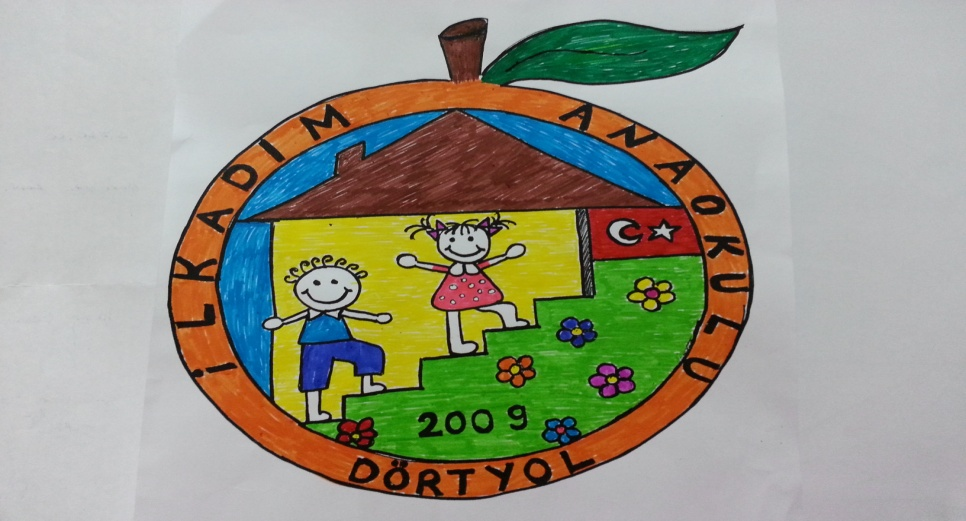 İLKADIM ANAOKULU
2009
DÖRTYOL